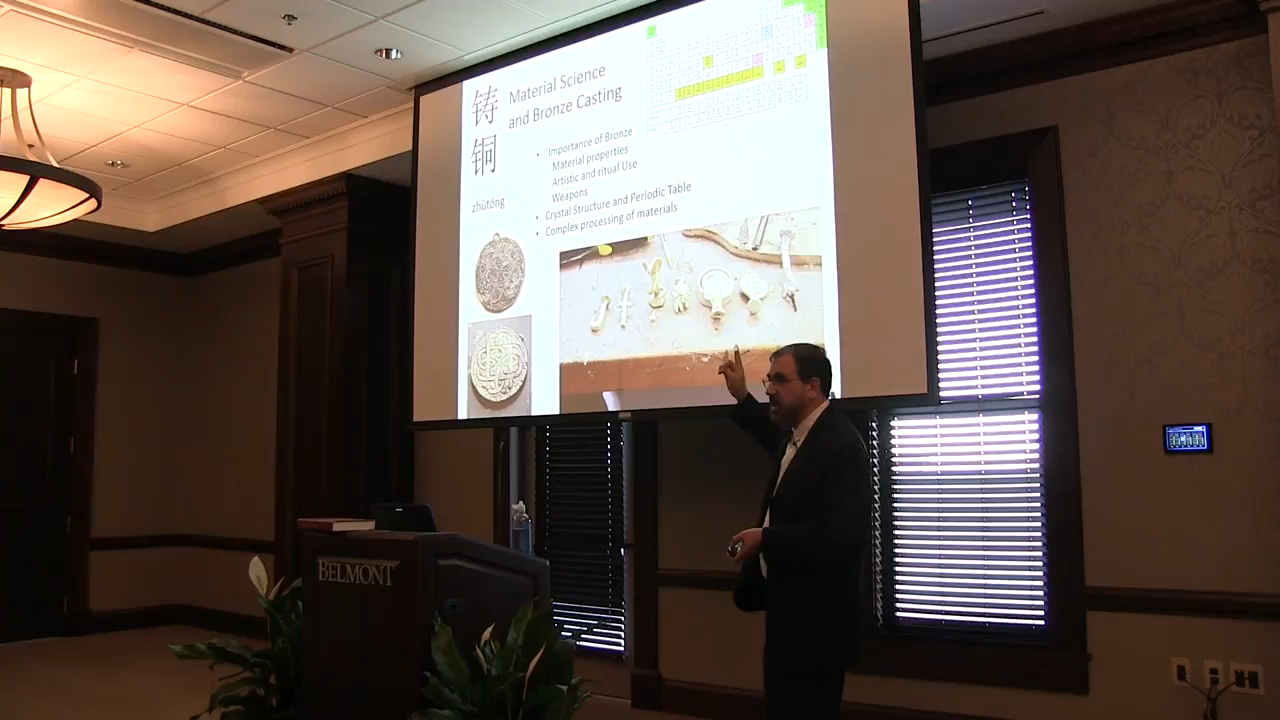 铸
铜
zhùtóng
Material Science
and Bronze Casting
• Importance of Bronze
Material properties
Artistic and ritual Use
Weapons
• Crystal Structure and Periodic Table
• Complex processing of materials
BELMONT